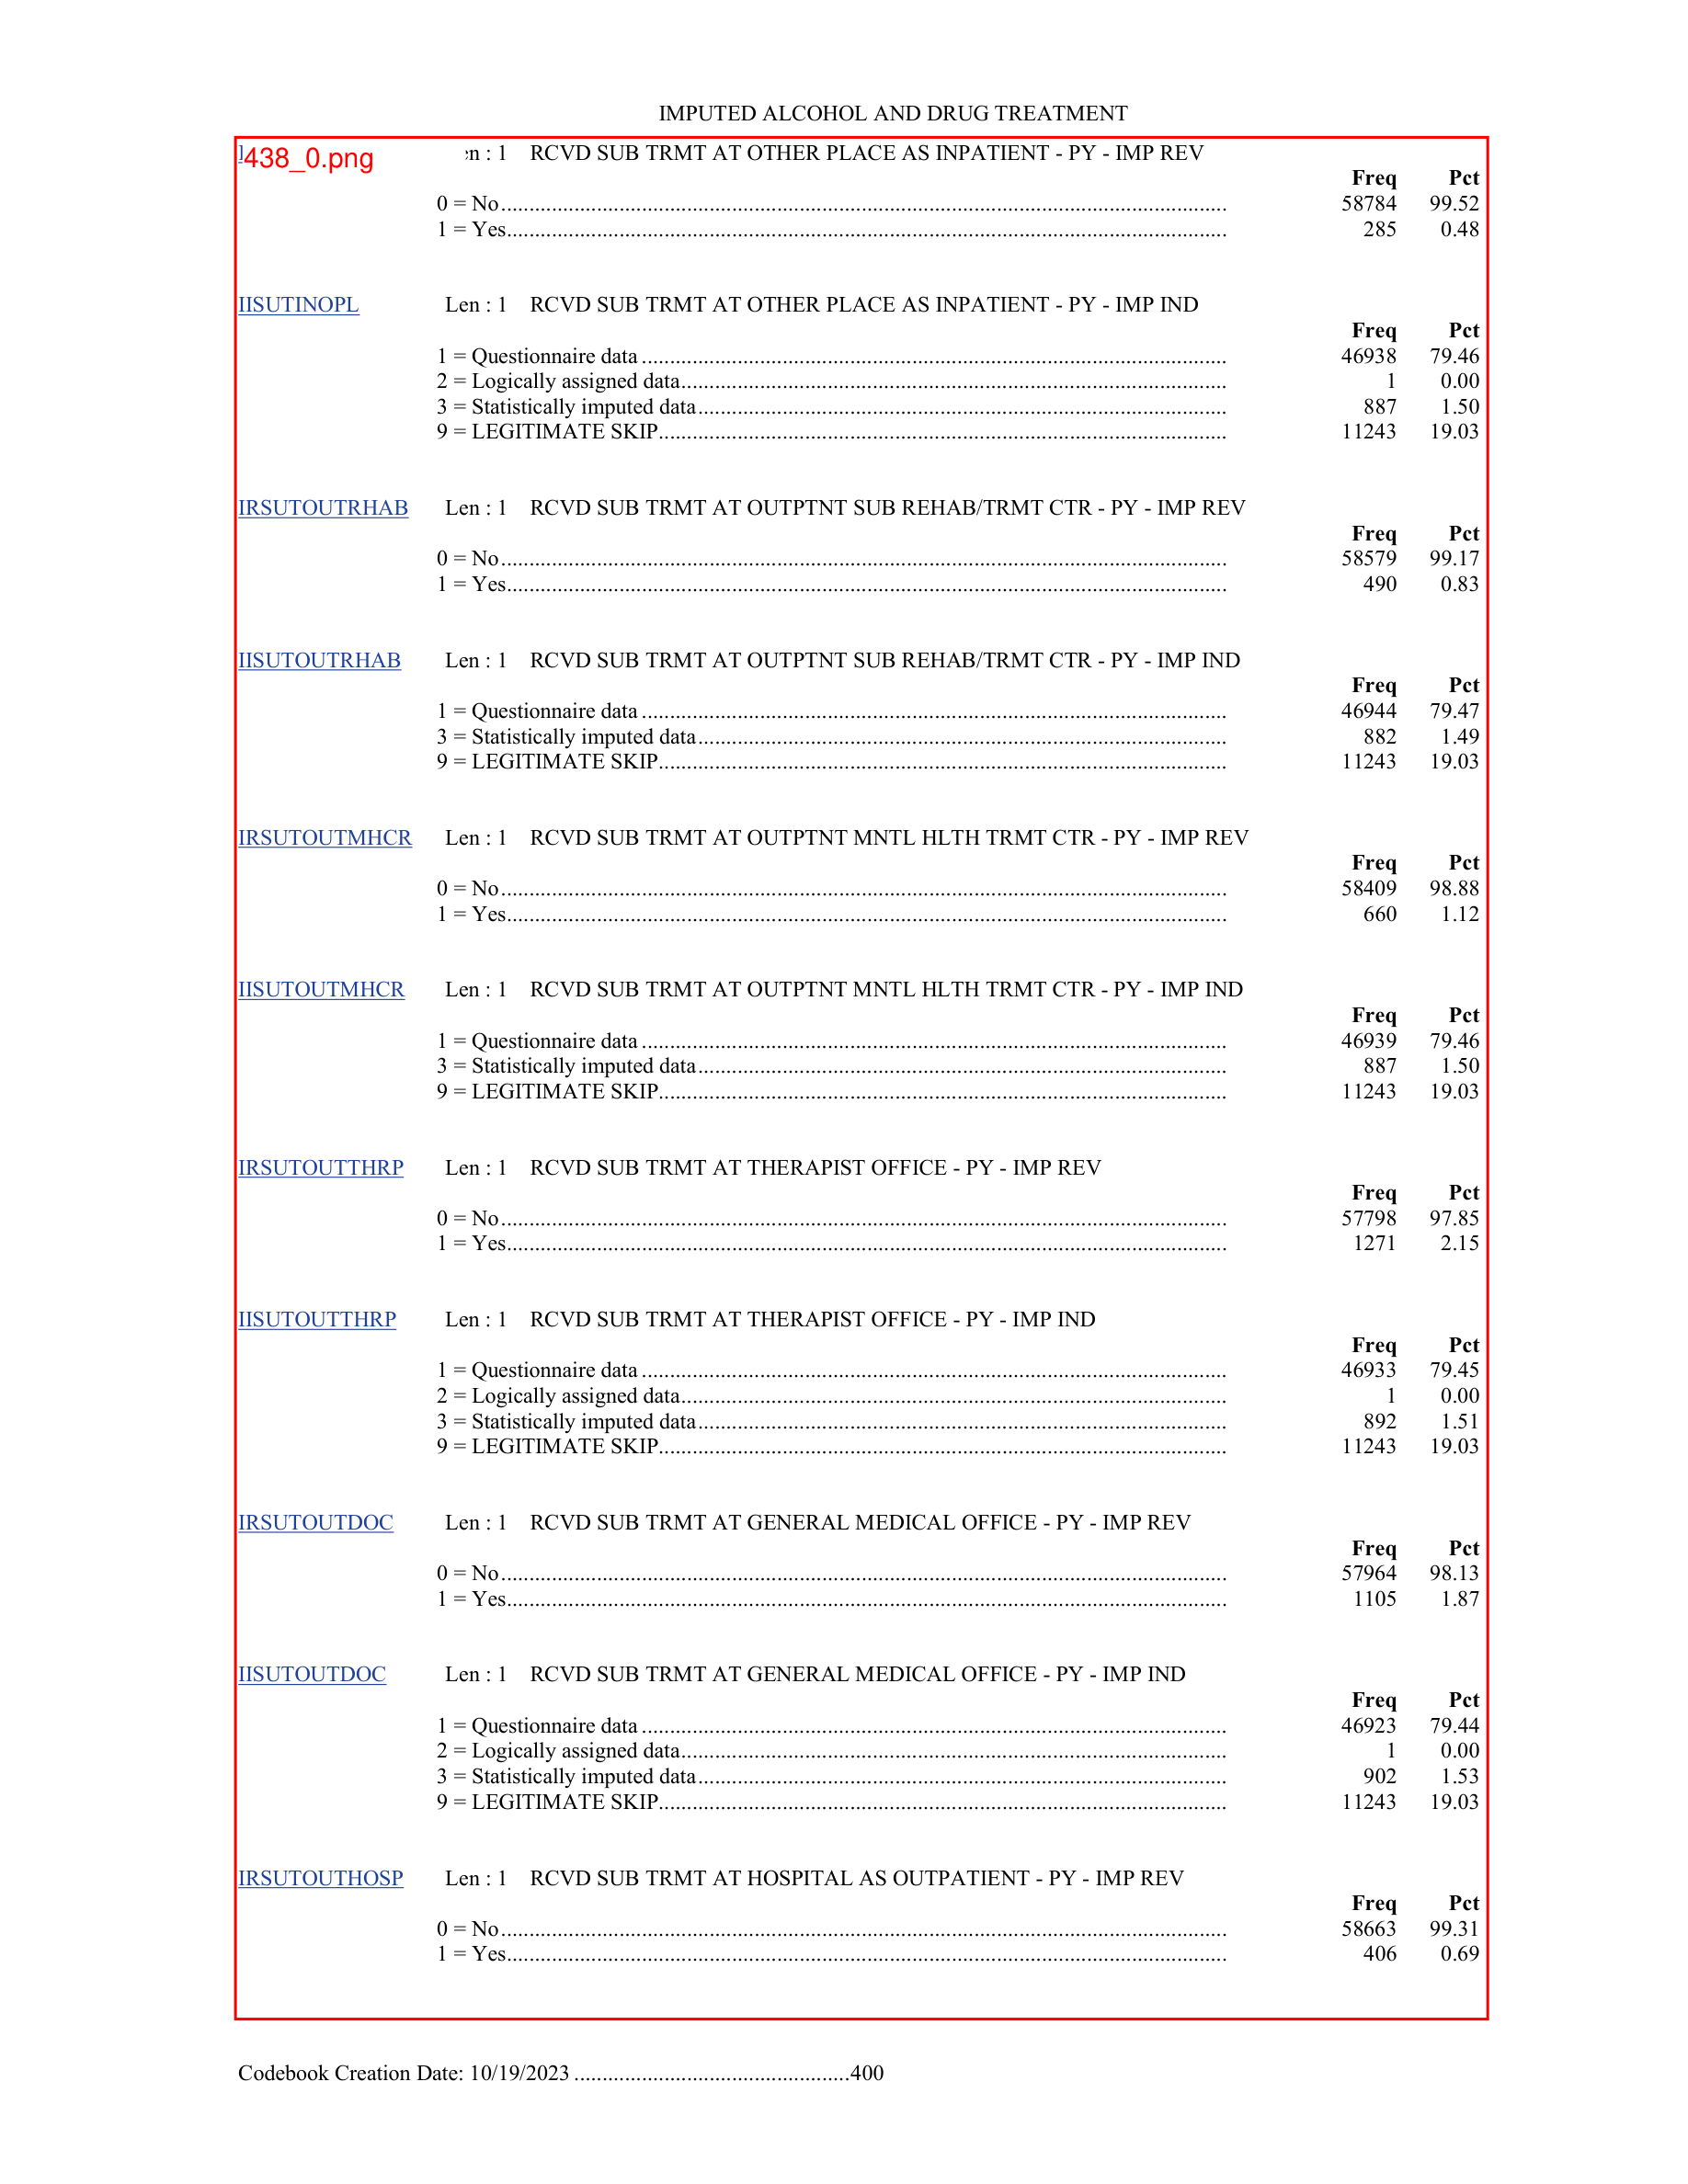 IMPUTED ALCOHOL AND DRUG TREATMENT
438_0.png : 1 RCVD SUB TRMT AT OTHER PLACE AS INPATIENT - PY - IMP REV
Freq Pct
0 = No 58784 99.52
1 = Yes 285 0.48
IISUTINOPL Len : 1 RCVD SUB TRMT AT OTHER PLACE AS INPATIENT - PY - IMP IND
Freq Pct
1 = Questionnaire data 46938 79.46
2 = Logically assigned data 1 0.00
3 = Statistically imputed data 887 1.50
9 = LEGITIMATE SKIP 11243 19.03
IRSUTOUTRHAB Len : 1 RCVD SUB TRMT AT OUTPTNT SUB REHAB/TRMT CTR - PY - IMP REV
Freq Pct
0 = No 58579 99.17
1 = Yes 490 0.83
IISUTOUTRHAB Len : 1 RCVD SUB TRMT AT OUTPTNT SUB REHAB/TRMT CTR - PY - IMP IND
Freq Pct
1 = Questionnaire data 46944 79.47
3 = Statistically imputed data 882 1.49
9 = LEGITIMATE SKIP 11243 19.03
IRSUTOUTMHCR Len : 1 RCVD SUB TRMT AT OUTPTNT MNTL HLTH TRMT CTR - PY - IMP REV
Freq Pct
0 = No 58409 98.88
1 = Yes 660 1.12
IISUTOUTMHCR Len : 1 RCVD SUB TRMT AT OUTPTNT MNTL HLTH TRMT CTR - PY - IMP IND
Freq Pct
1 = Questionnaire data 46939 79.46
3 = Statistically imputed data 887 1.50
9 = LEGITIMATE SKIP 11243 19.03
IRSUTOUTTHRP Len : 1 RCVD SUB TRMT AT THERAPIST OFFICE - PY - IMP REV
Freq Pct
0 = No 57798 97.85
1 = Yes 1271 2.15
IISUTOUTTHRP Len : 1 RCVD SUB TRMT AT THERAPIST OFFICE - PY - IMP IND
Freq Pct
1 = Questionnaire data 46933 79.45
2 = Logically assigned data 1 0.00
3 = Statistically imputed data 892 1.51
9 = LEGITIMATE SKIP 11243 19.03
IRSUTOUTDOC Len : 1 RCVD SUB TRMT AT GENERAL MEDICAL OFFICE - PY - IMP REV
Freq Pct
0 = No 57964 98.13
1 = Yes 1105 1.87
IISUTOUTDOC Len : 1 RCVD SUB TRMT AT GENERAL MEDICAL OFFICE - PY - IMP IND
Freq Pct
1 = Questionnaire data 46923 79.44
2 = Logically assigned data 1 0.00
3 = Statistically imputed data 902 1.53
9 = LEGITIMATE SKIP 11243 19.03
IRSUTOUTHOSP Len : 1 RCVD SUB TRMT AT HOSPITAL AS OUTPATIENT - PY - IMP REV
Freq Pct
0 = No 58663 99.31
1 = Yes 406 0.69
Codebook Creation Date: 10/19/2023 400